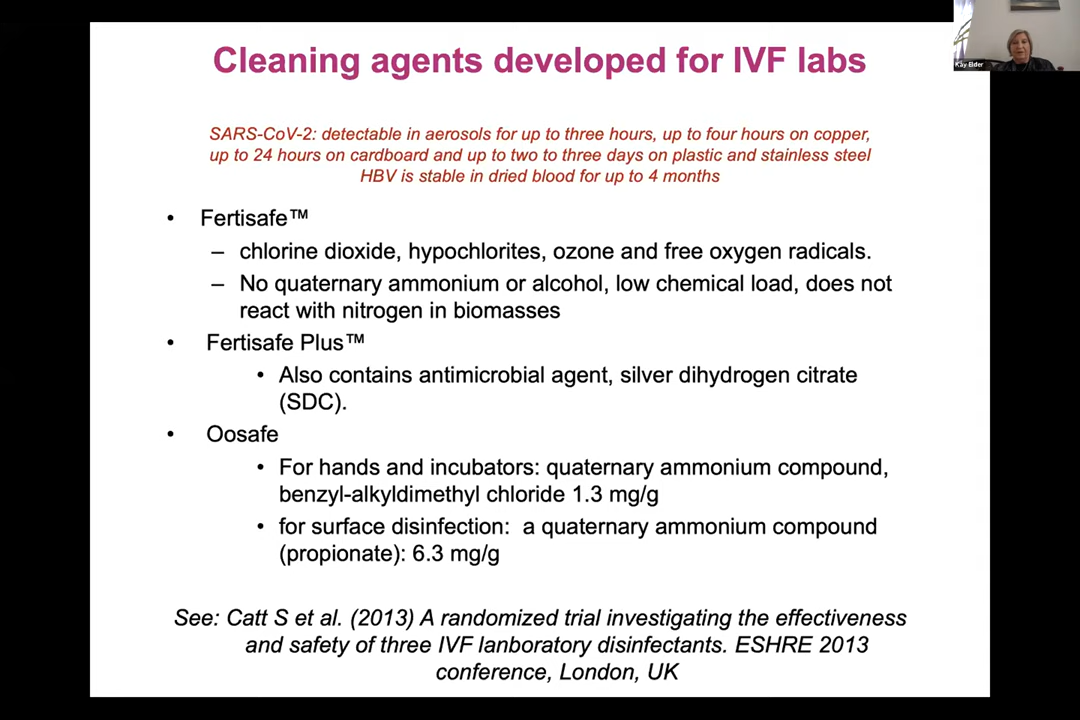 Cleaning agents developed for IVF labs
Kay Elder
SARS-CoV-2: detectable in aerosols for up to three hours, up to four hours on copper,
up to 24 hours on cardboard and up to two to three days on plastic and stainless steel
HBV is stable in dried blood for up to 4 months
• Fertisafe™
– chlorine dioxide, hypochlorites, ozone and free oxygen radicals.
– No quaternary ammonium or alcohol, low chemical load, does not
react with nitrogen in biomasses
• Fertisafe Plus™
• Also contains antimicrobial agent, silver dihydrogen citrate
(SDC).
• Oosafe
• For hands and incubators: quaternary ammonium compound,
benzyl-alkyldimethyl chloride 1.3 mg/g
• for surface disinfection: a quaternary ammonium compound
(propionate): 6.3 mg/g
See: Catt S et al. (2013) A randomized trial investigating the effectiveness
and safety of three IVF lanboratory disinfectants. ESHRE 2013
conference, London, UK